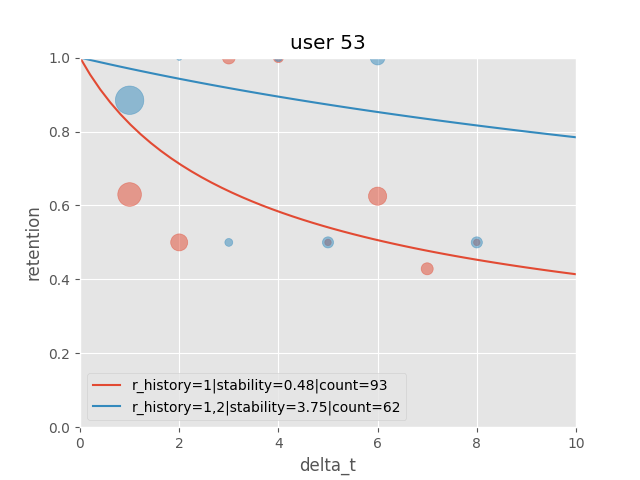 user 53
1.0
0.8
0.6
0.4
0.2
0.0
retention
r_history=1|stability=0.48|count=93
r_history=1,2|stability=3.75|count=62
0 2 4 6 8 10
delta_t